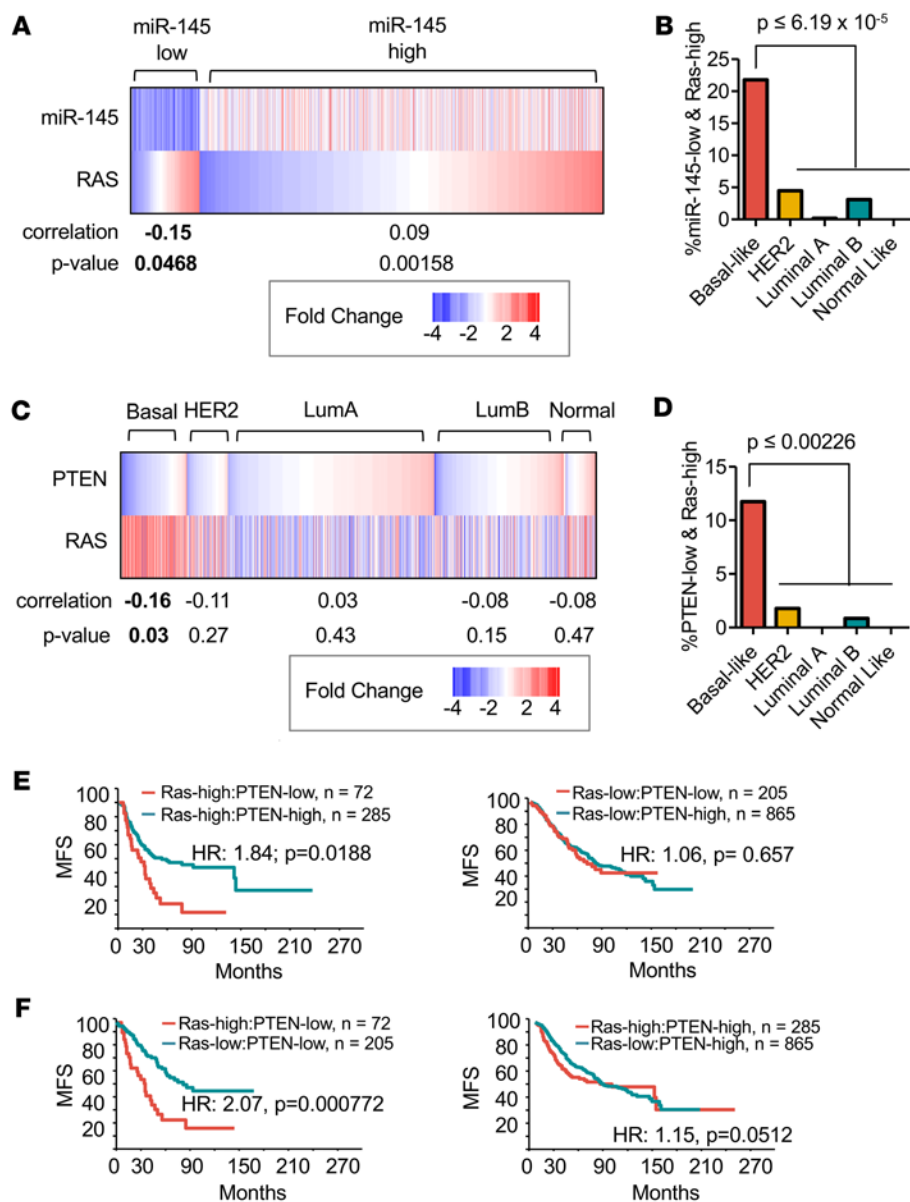 A
miR-145
low
miR-145
high
miR-145
RAS
correlation
-0.15
0.09
p-value
0.0468
0.00158
Fold Change
-4 -2 2 4
B
p ≤ 6.19 x 10-5
%miR-145-low & Ras-high
25
20
15
10
5
0
Basal-like
HER2
Luminal A
Luminal B
Normal Like
C
Basal HER2 LumA LumB Normal
PTEN
RAS
correlation -0.16 -0.11 0.03 -0.08 -0.08
p-value 0.03 0.27 0.43 0.15 0.47
Fold Change
-4 -2 2 4
D
p ≤ 0.00226
%PTEN-low & Ras-high
15
10
5
0
Basal-like
HER2
Luminal A
Luminal B
Normal Like
E
Ras-high:PTEN-low, n = 72
Ras-high:PTEN-high, n = 285
HR: 1.84; p=0.0188
MFS
100
80
60
40
20
0 30 90 150 210 270
Months
Ras-low:PTEN-low, n = 205
Ras-low:PTEN-high, n = 865
HR: 1.06, p= 0.657
MFS
100
80
60
40
20
0 30 90 150 210 270
Months
F
Ras-high:PTEN-low, n = 72
Ras-low:PTEN-low, n = 205
HR: 2.07, p=0.000772
MFS
100
80
60
40
20
0 30 90 150 210 270
Months
Ras-high:PTEN-high, n = 285
Ras-low:PTEN-high, n = 865
HR: 1.15, p=0.0512
MFS
100
80
60
40
20
0 30 90 150 210 270
Months